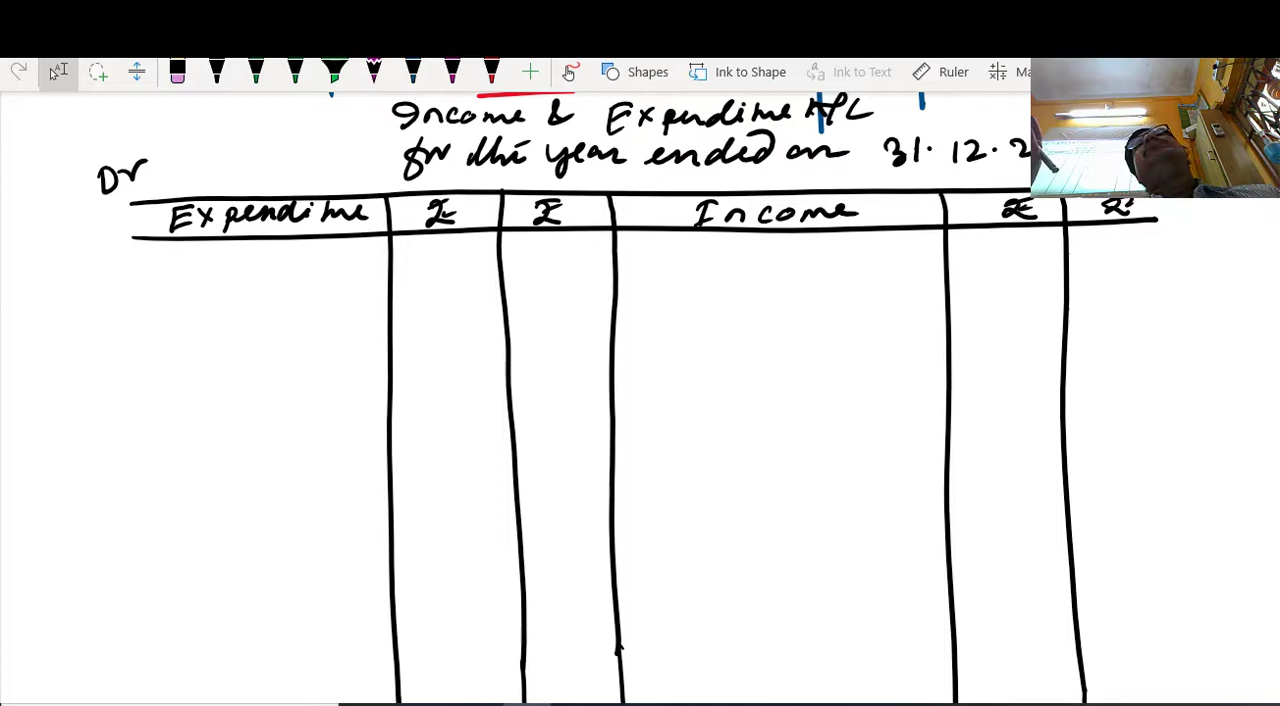 Shapes Ink to Shape Ink to Text Ruler Ma
Income & Expenditure A/C
for the year ended on 31.12.2
Dr
Expenditure ₹ ₹ Income ₹ ₹